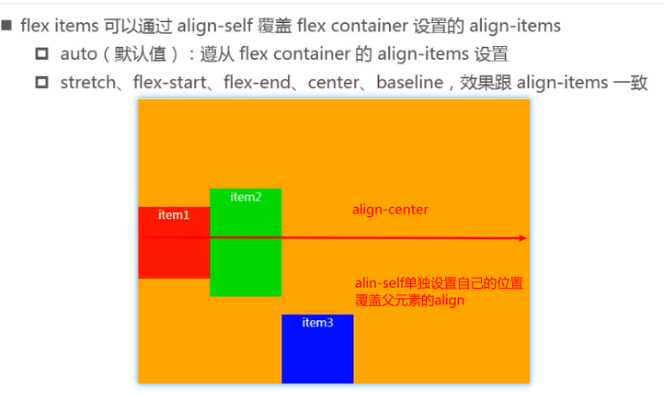 flex items 可以通过 align-self 覆盖 flex container 设置的 align-items
auto（默认值）：遵从 flex container 的 align-items 设置
stretch、flex-start、flex-end、center、baseline，效果跟 align-items 一致
item2
item1
align-center
alin-self单独设置自己的位置
覆盖父元素的align
item3